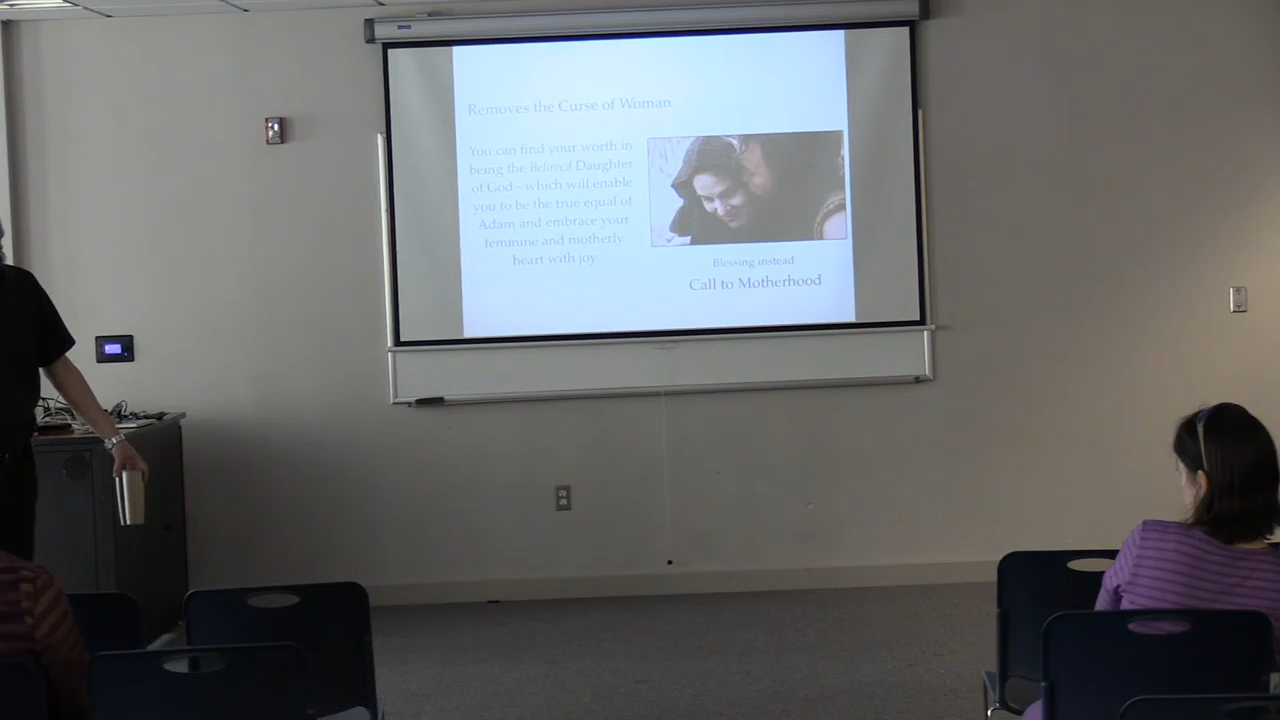 Removes the Curse of Woman
You can find your worth in
being the Beloved Daughter
of God - which will enable
you to be the true equal of
Adam and embrace your
feminine and motherly
heart with joy
Blessing instead
Call to Motherhood